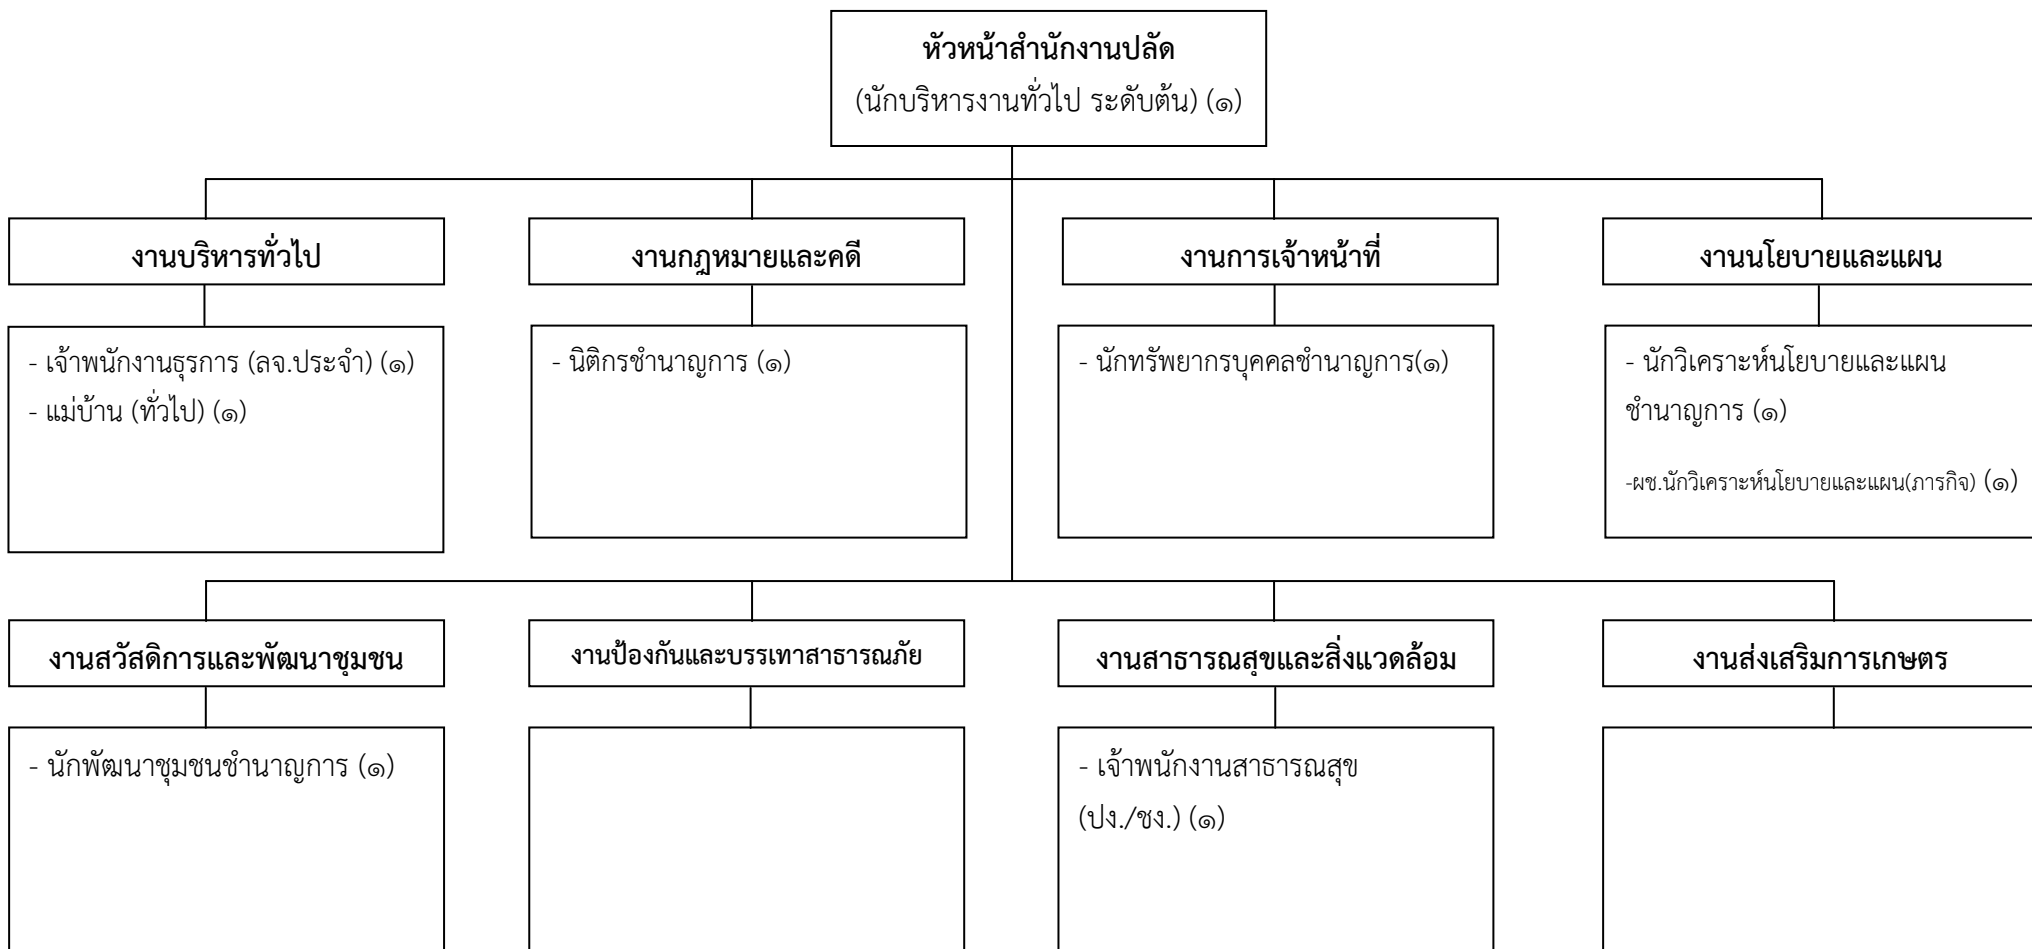 หัวหน้าสำนักงานปลัด
(นักบริหารงานทั่วไป ระดับต้น) (๑)
งานบริหารทั่วไป
งานกฎหมายและคดี
งานการเจ้าหน้าที่
งานนโยบายและแผน
- เจ้าพนักงานธุรการ (ลจ.ประจำ) (๑)
- แม่บ้าน (ทั่วไป) (๑)
- นิติกรชำนาญการ (๑)
- นักทรัพยากรบุคคลชำนาญการ(๑)
- นักวิเคราะห์นโยบายและแผน
ชำนาญการ (๑)
-ผช.นักวิเคราะห์นโยบายและแผน(ภารกิจ) (๑)
งานสวัสดิการและพัฒนาชุมชน
งานป้องกันและบรรเทาสาธารณภัย
งานสาธารณสุขและสิ่งแวดล้อม
งานส่งเสริมการเกษตร
- นักพัฒนาชุมชนชำนาญการ (๑)
- เจ้าพนักงานสาธารณสุข
(ปง./ชง.) (๑)